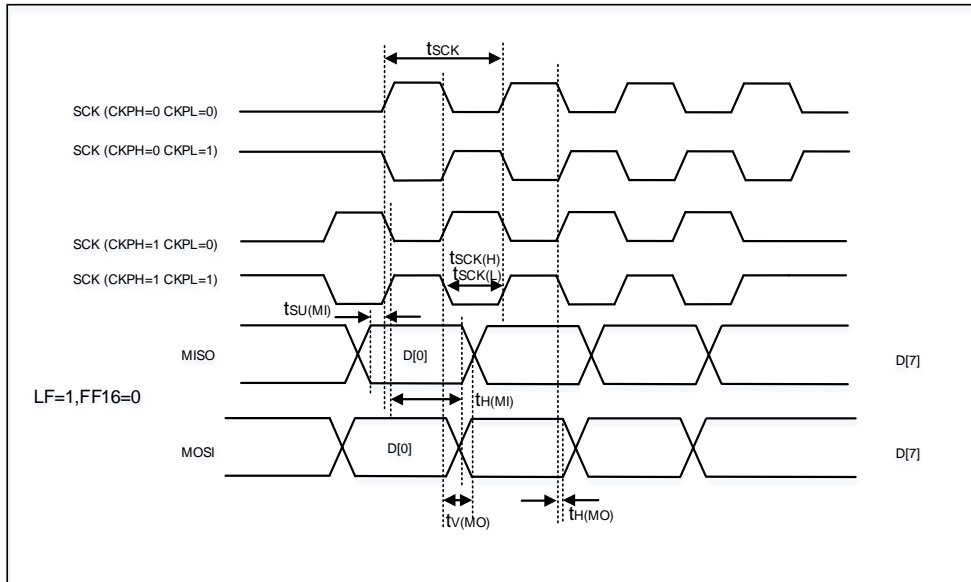 tSCK
SCK (CKPH=0 CKPL=0)
SCK (CKPH=0 CKPL=1)
SCK (CKPH=1 CKPL=0)
tSCK(H)
tSCK(L)
SCK (CKPH=1 CKPL=1)
tSU(MI)
MISO
D[0]
D[7]
LF=1,FF16=0
tH(MI)
MOSI
D[0]
D[7]
tV(MO)
tH(MO)